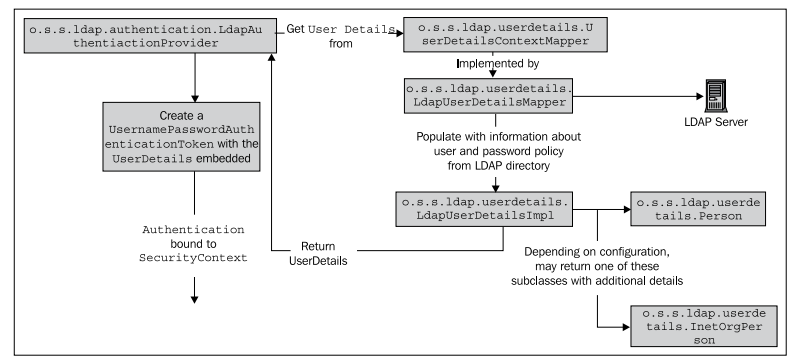 o.s.s.ldap.authentication.LdapAu
thentiactionProvider
Get User Details
from
o.s.s.ldap.userdetails.U
serDetailsContextMapper
Implemented by
o.s.s.ldap.userdetails.
LdapUserDetailsMapper
LDAP Server
Create a
UsernamePasswordAuth
enticationToken with the
UserDetails embedded
Populate with information about
user and password policy
from LDAP directory
o.s.s.ldap.userdetails.
LdapUserDetailsImpl
o.s.s.ldap.userde
tails.Person
Authentication
bound to
SecurityContext
Return
UserDetails
Depending on configuration,
may return one of these
subclasses with additional details
o.s.s.ldap.userde
tails.InetOrgPer
son